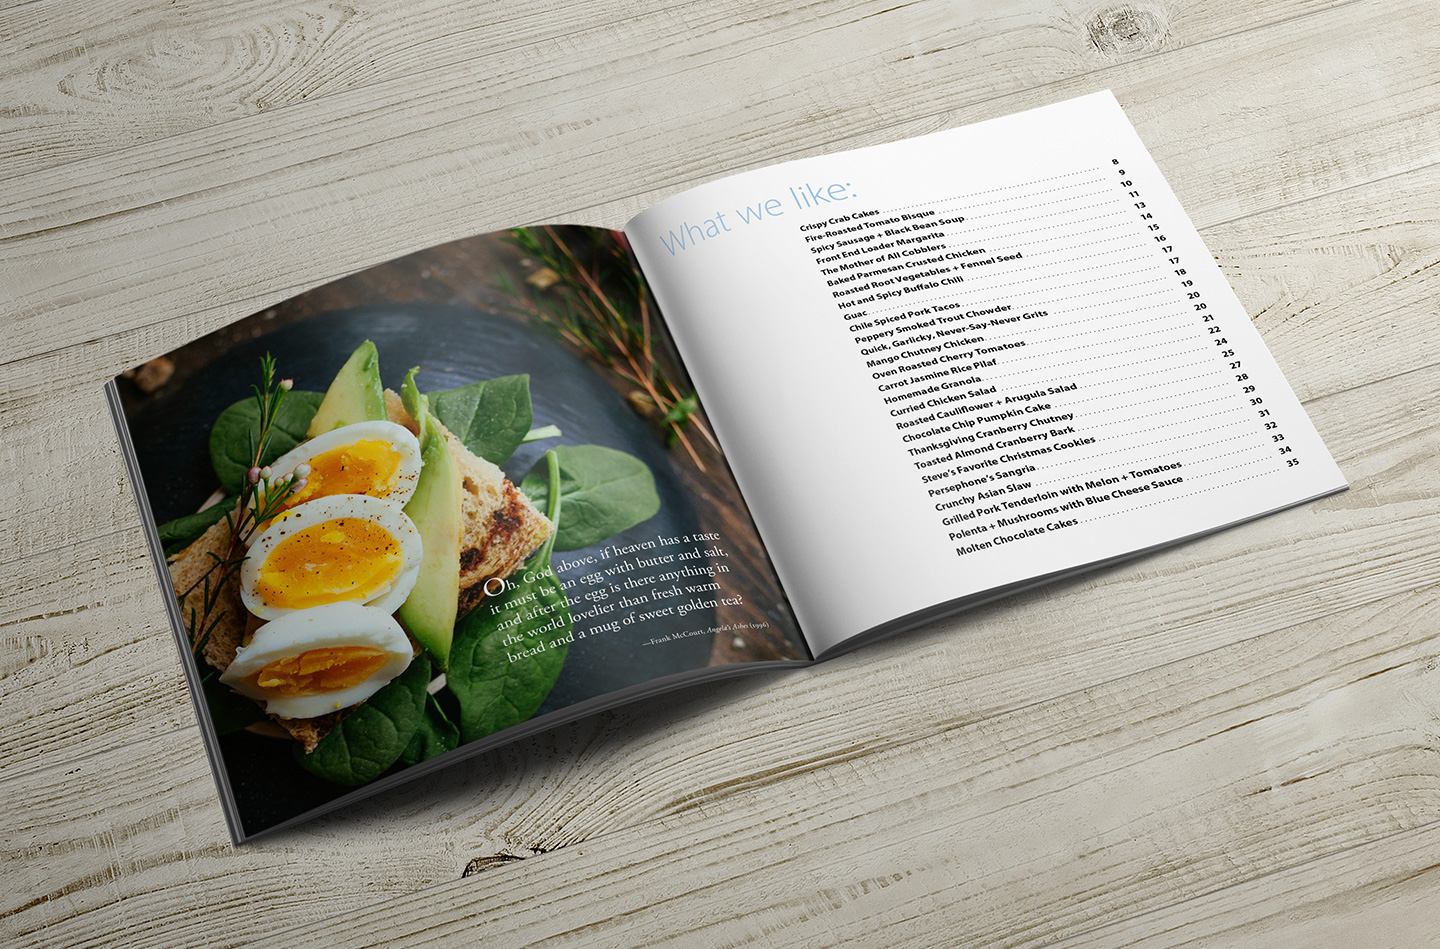 Oh, God above, if heaven has a taste
it must be an egg with butter and salt,
and after the egg is there anything in
the world lovelier than fresh warm
bread and a mug of sweet golden tea?
—Frank McCourt, Angela's Ashes (1996)
What we like:
Crispy Crab Cakes 8
Fire-Roasted Tomato Bisque 9
Spicy Sausage + Black Bean Soup 10
Front End Loader Margarita 11
The Mother of All Cobblers 13
Baked Parmesan Crusted Chicken 14
Roasted Root Vegetables + Fennel Seed 15
Hot and Spicy Buffalo Chili 16
Guac 17
Chile Spiced Pork Tacos 17
Peppery Smoked Trout Chowder 18
Quick, Garlicky, Never-Say-Never Grits 19
Mango Chutney Chicken 20
Oven Roasted Cherry Tomatoes 20
Carrot Jasmine Rice Pilaf 21
Homemade Granola 22
Curried Chicken Salad 24
Roasted Cauliflower + Arugula Salad 25
Chocolate Chip Pumpkin Cake 27
Thanksgiving Cranberry Chutney 28
Toasted Almond Cranberry Bark 29
Steve's Favorite Christmas Cookies 30
Persephone's Sangria 31
Crunchy Asian Slaw 32
Grilled Pork Tenderloin with Melon + Tomatoes 33
Polenta + Mushrooms with Blue Cheese Sauce 34
Molten Chocolate Cakes 35